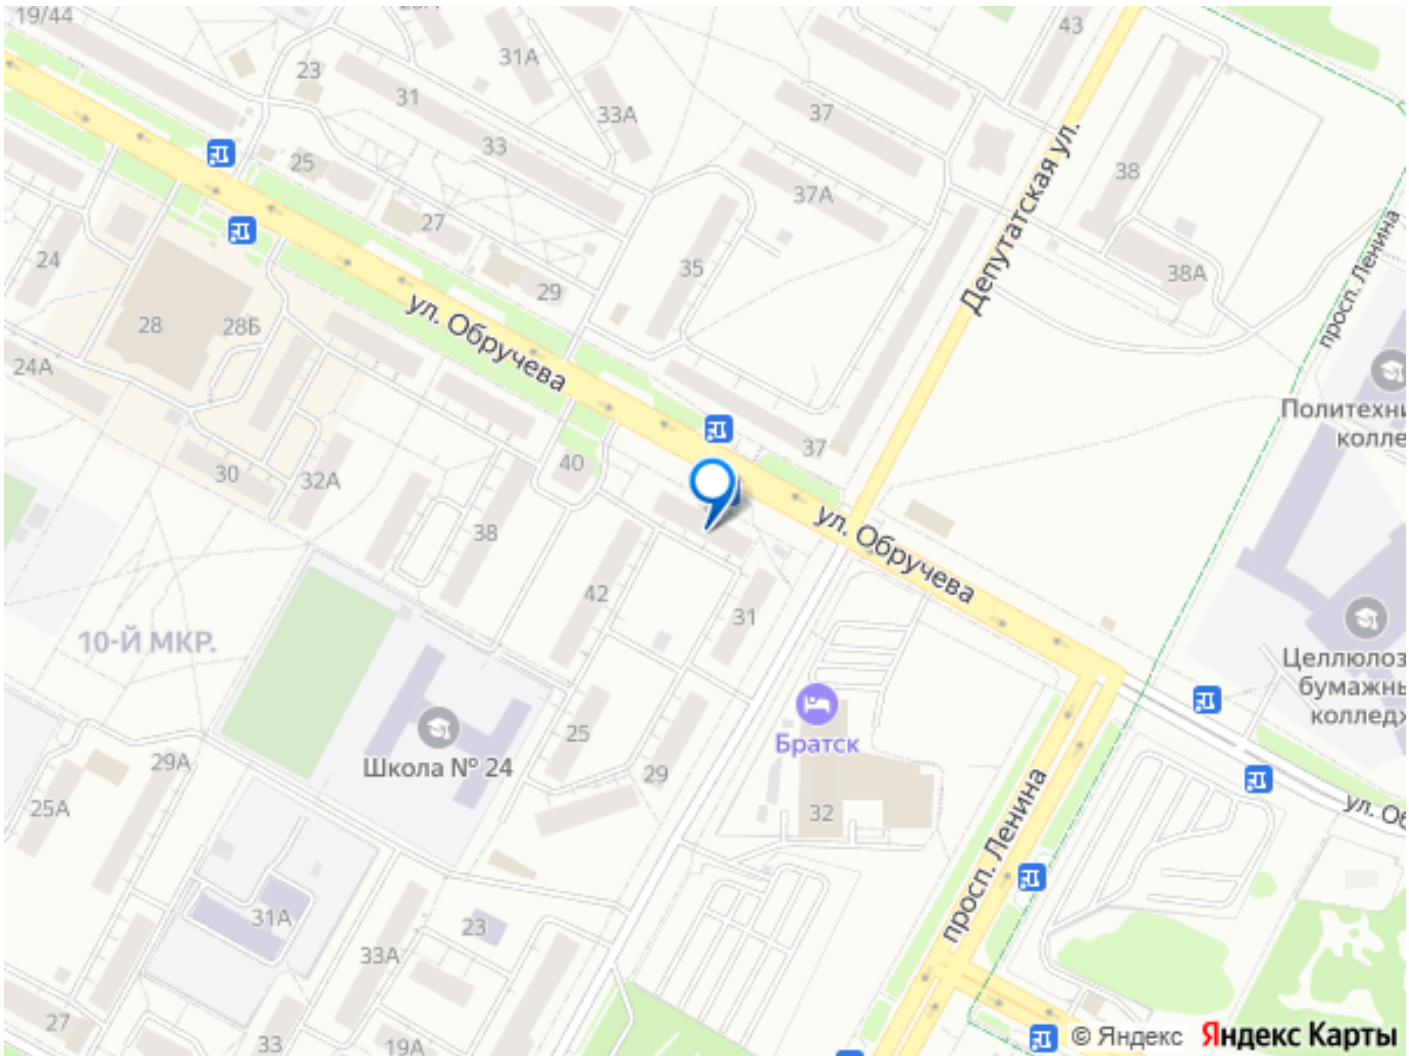 19/44
31А
43
23
31
33А
37
33
25
38
37А
27
Депутатская ул.
просп. Ленина
24
35
38А
29
28
28Б
ул. Обручева
24А
Политехни
колле
37
40
30
32А
38
ул. Обручева
42
31
10-Й МКР.
Целлюлоз
бумажны
колледж
25
Братск
29А
Школа № 24
29
25А
32
ул. Об
просп. Ленина
31А
23
33А
27
33
19А
© Яндекс Яндекс Карты